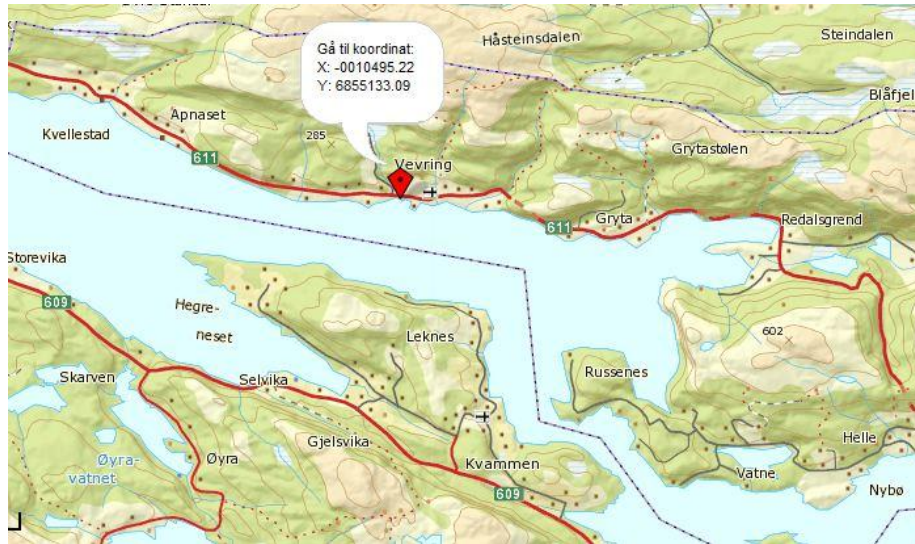 Håsteinsdalen
Steindalen
Gå til koordinat:
X: -0010495.22
Y: 6855133.09
Blåfjel
Apnaset
Kvellestad
285
Grytastølen
611
Vevring
Gryta
611
Redalsgrend
Storevika
609
Hegre-
neset
Leknes
602
Skarven
Selvika
Russenes
Gjelsvika
Helle
Øyra-
vatnet
Øyra
Kvammen
Vatne
609
Nybø